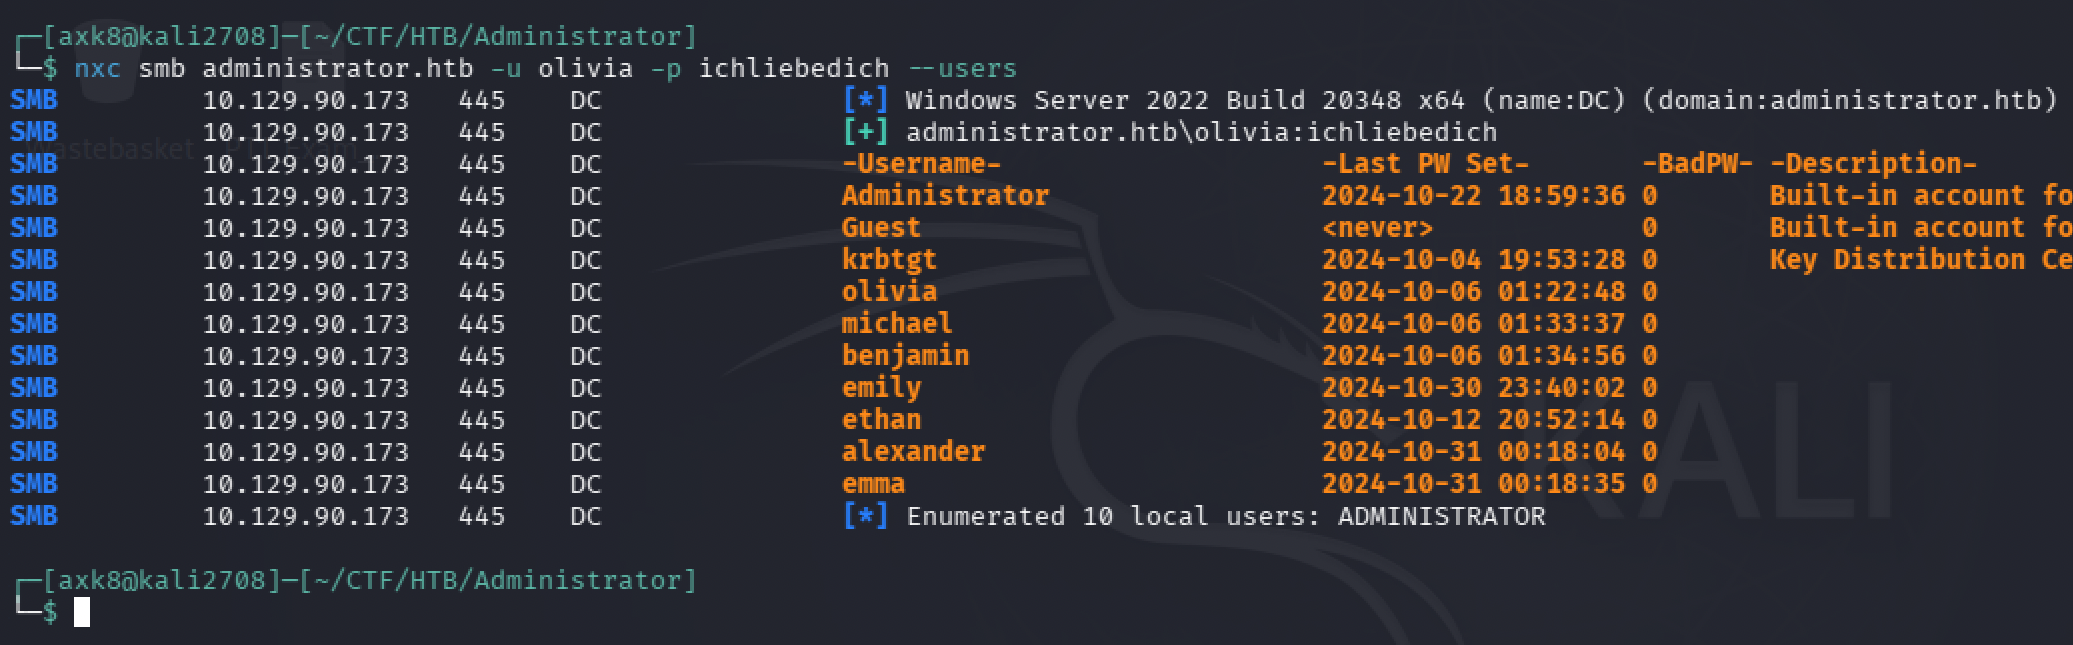 ┌─[axk8@kali2708]─[~/CTF/HTB/Administrator]
└─$ nxc smb administrator.htb -u olivia -p ichliebedich --users
SMB 10.129.90.173 445 DC [*] Windows Server 2022 Build 20348 x64 (name:DC) (domain:administrator.htb)
SMB 10.129.90.173 445 DC [+] administrator.htb\olivia:ichliebedich
Wastebasket PT1 Exam
SMB 10.129.90.173 445 DC -Username- -Last PW Set- -BadPW- -Description-
SMB 10.129.90.173 445 DC Administrator 2024-10-22 18:59:36 0 Built-in account fo
SMB 10.129.90.173 445 DC Guest <never> 0 Built-in account fo
SMB 10.129.90.173 445 DC krbtgt 2024-10-04 19:53:28 0 Key Distribution Ce
SMB 10.129.90.173 445 DC olivia 2024-10-06 01:22:48 0
SMB 10.129.90.173 445 DC michael 2024-10-06 01:33:37 0
SMB 10.129.90.173 445 DC benjamin 2024-10-06 01:34:56 0
SMB 10.129.90.173 445 DC emily 2024-10-30 23:40:02 0
SMB 10.129.90.173 445 DC ethan 2024-10-12 20:52:14 0
SMB 10.129.90.173 445 DC alexander 2024-10-31 00:18:04 0
SMB 10.129.90.173 445 DC emma 2024-10-31 00:18:35 0
KALI
SMB 10.129.90.173 445 DC [*] Enumerated 10 local users: ADMINISTRATOR
┌─[axk8@kali2708]─[~/CTF/HTB/Administrator]
└─$